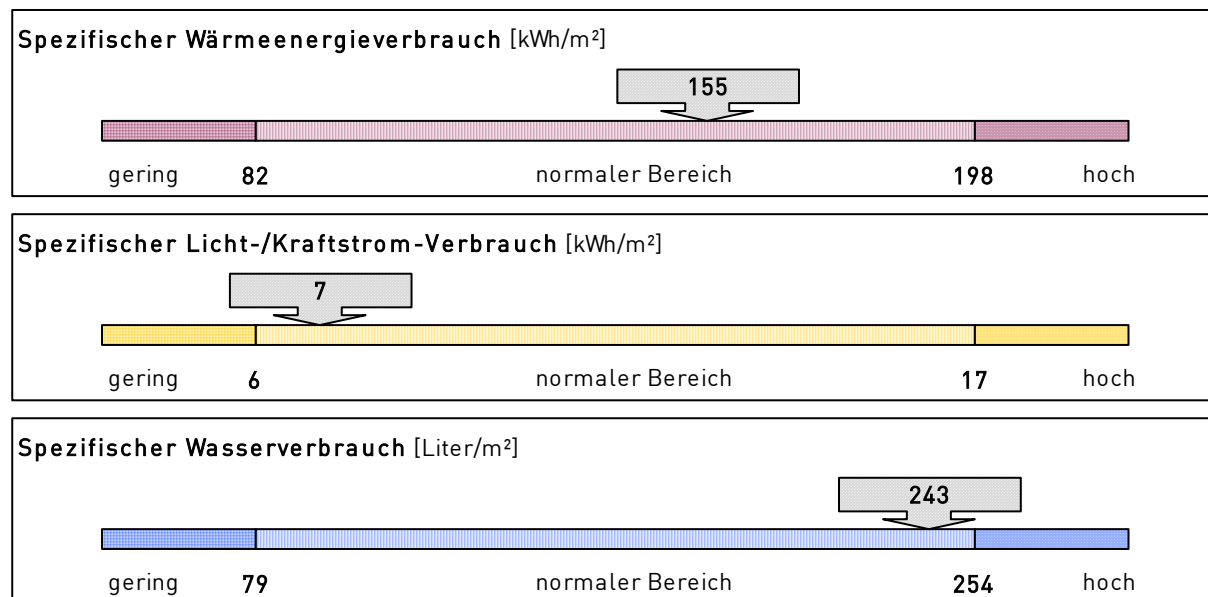 Spezifischer Wärmeenergieverbrauch [kWh/m²]
155
gering 82 normaler Bereich 198 hoch
Spezifischer Licht-/Kraftstrom-Verbrauch [kWh/m²]
7
gering 6 normaler Bereich 17 hoch
Spezifischer Wasserverbrauch [Liter/m²]
243
gering 79 normaler Bereich 254 hoch